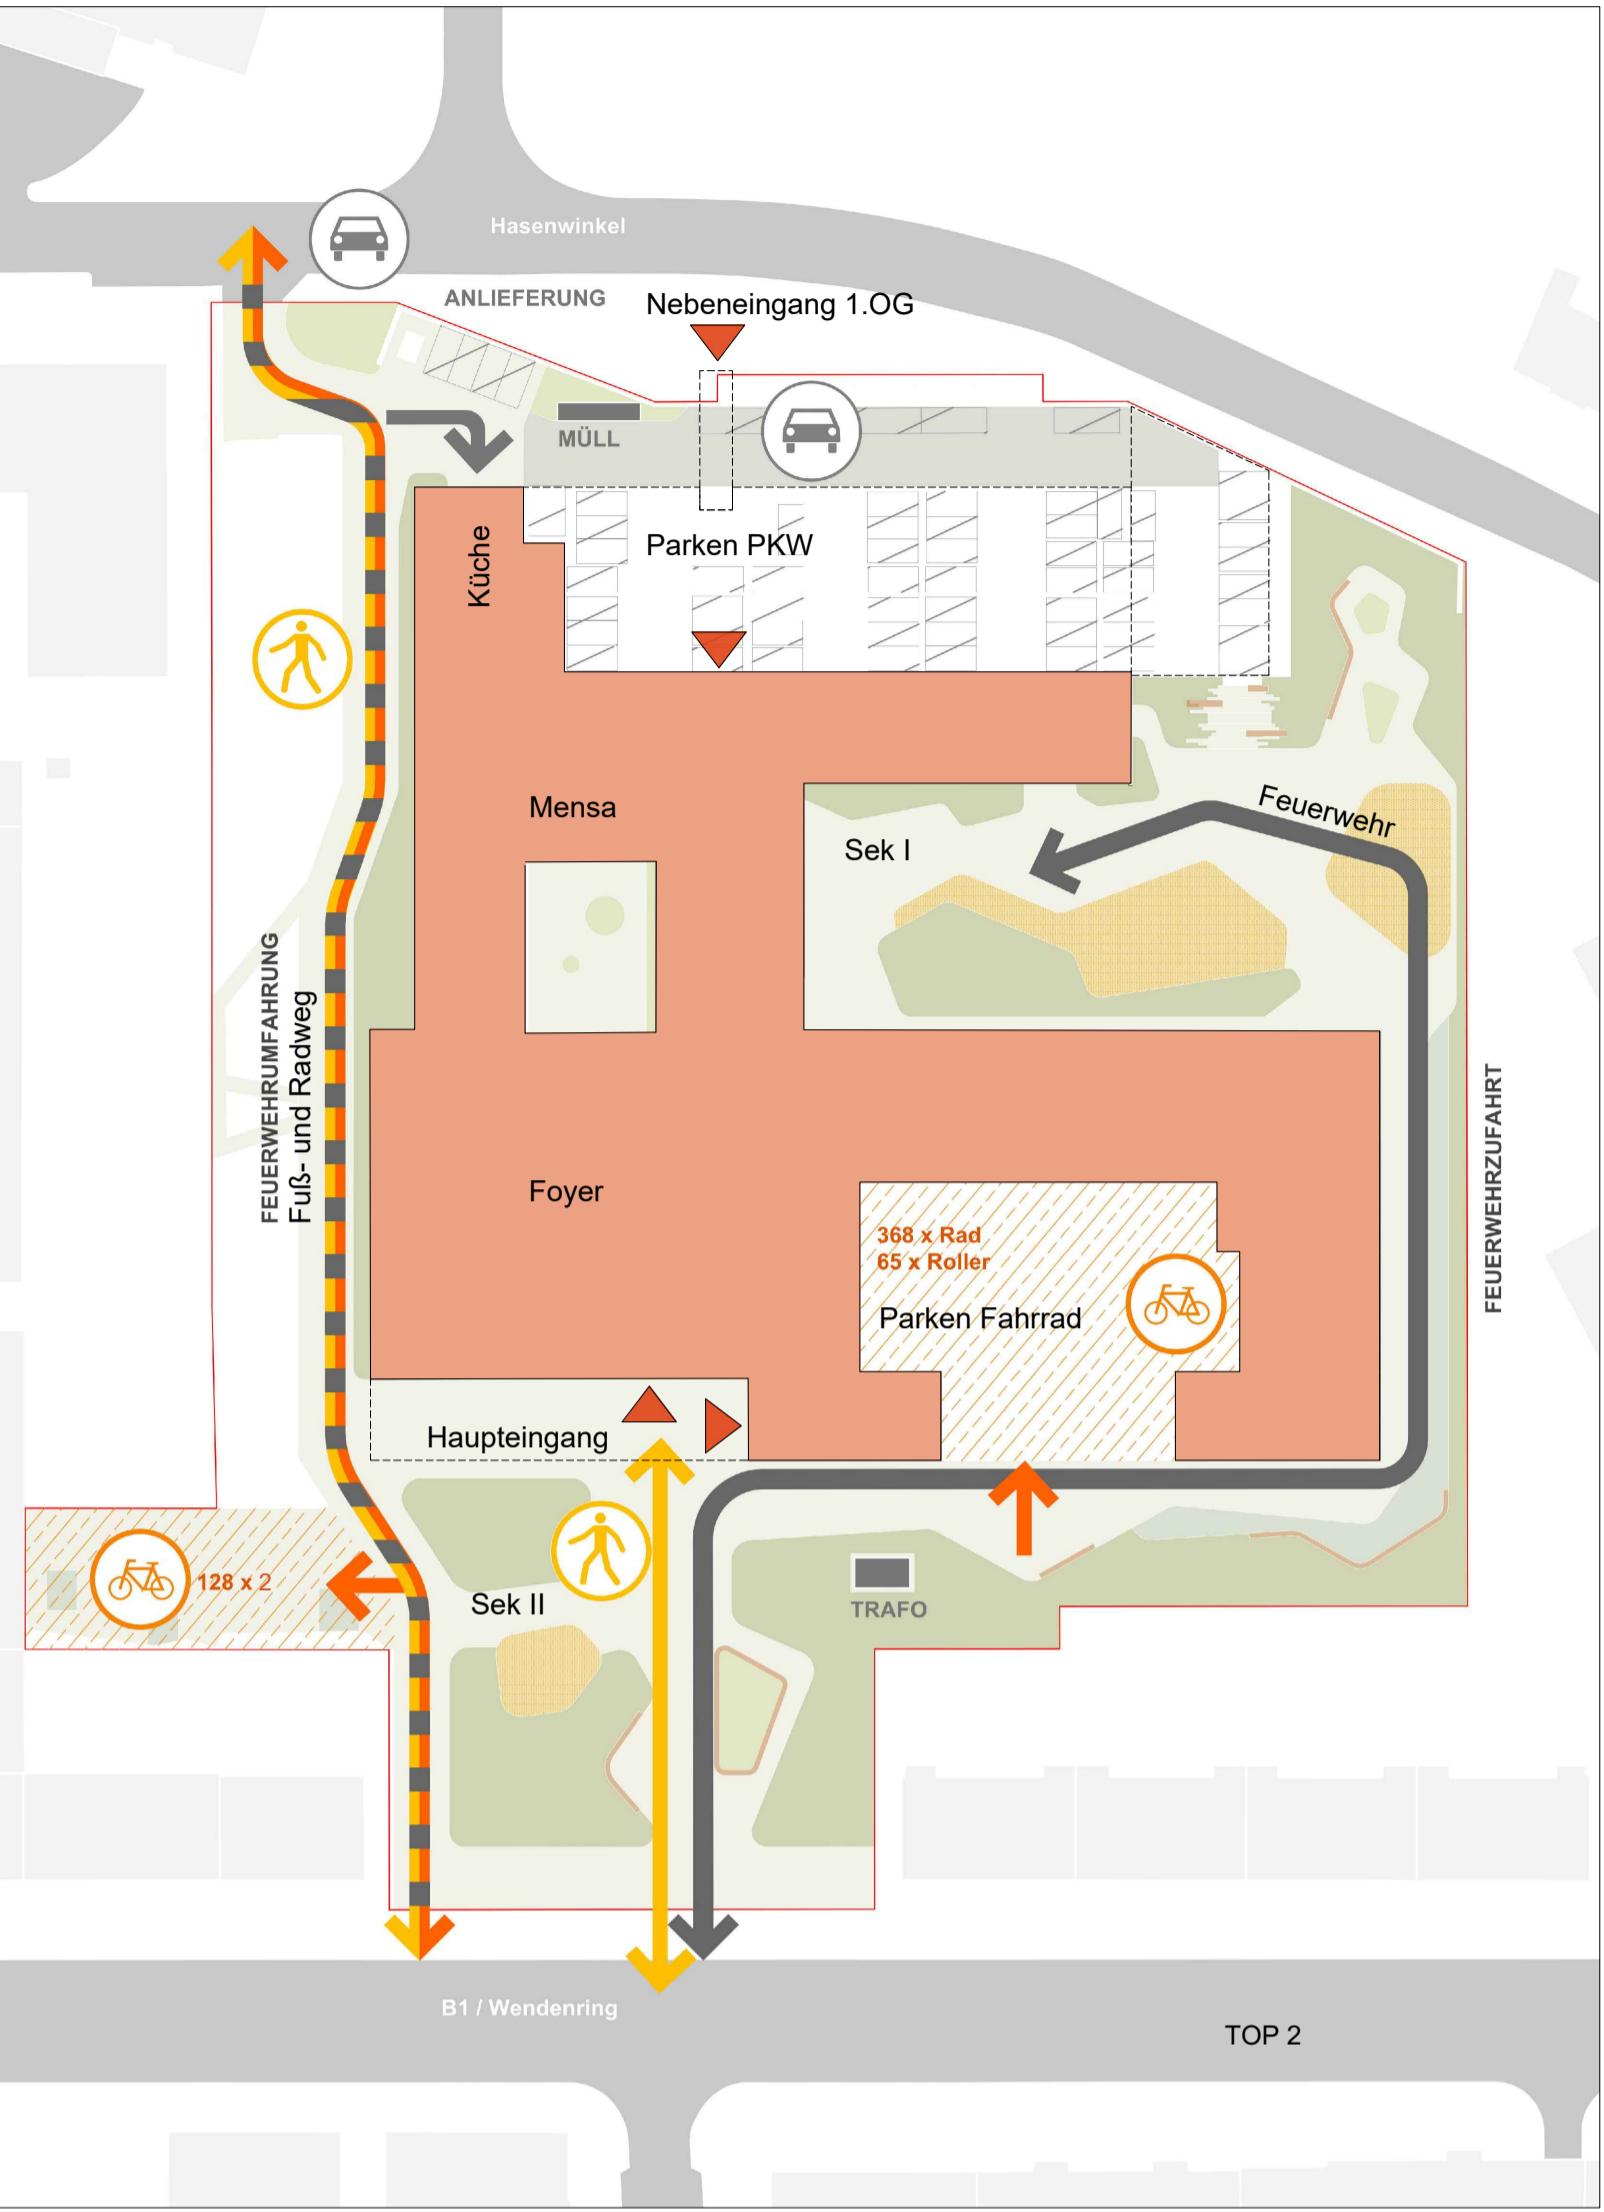 Hasenwinkel
ANLIEFERUNG
Nebeneingang 1.OG
MÜLL
Parken PKW
Küche
Mensa
Sek I
Feuerwehr
FEUERWEHRUMFAHRUNG
Fuß- und Radweg
FEUERWEHRZUFAHRT
Foyer
368 x Rad
65 x Roller
Parken Fahrrad
Haupteingang
128 x 2
Sek II
TRAFO
B1 / Wendenring
TOP 2